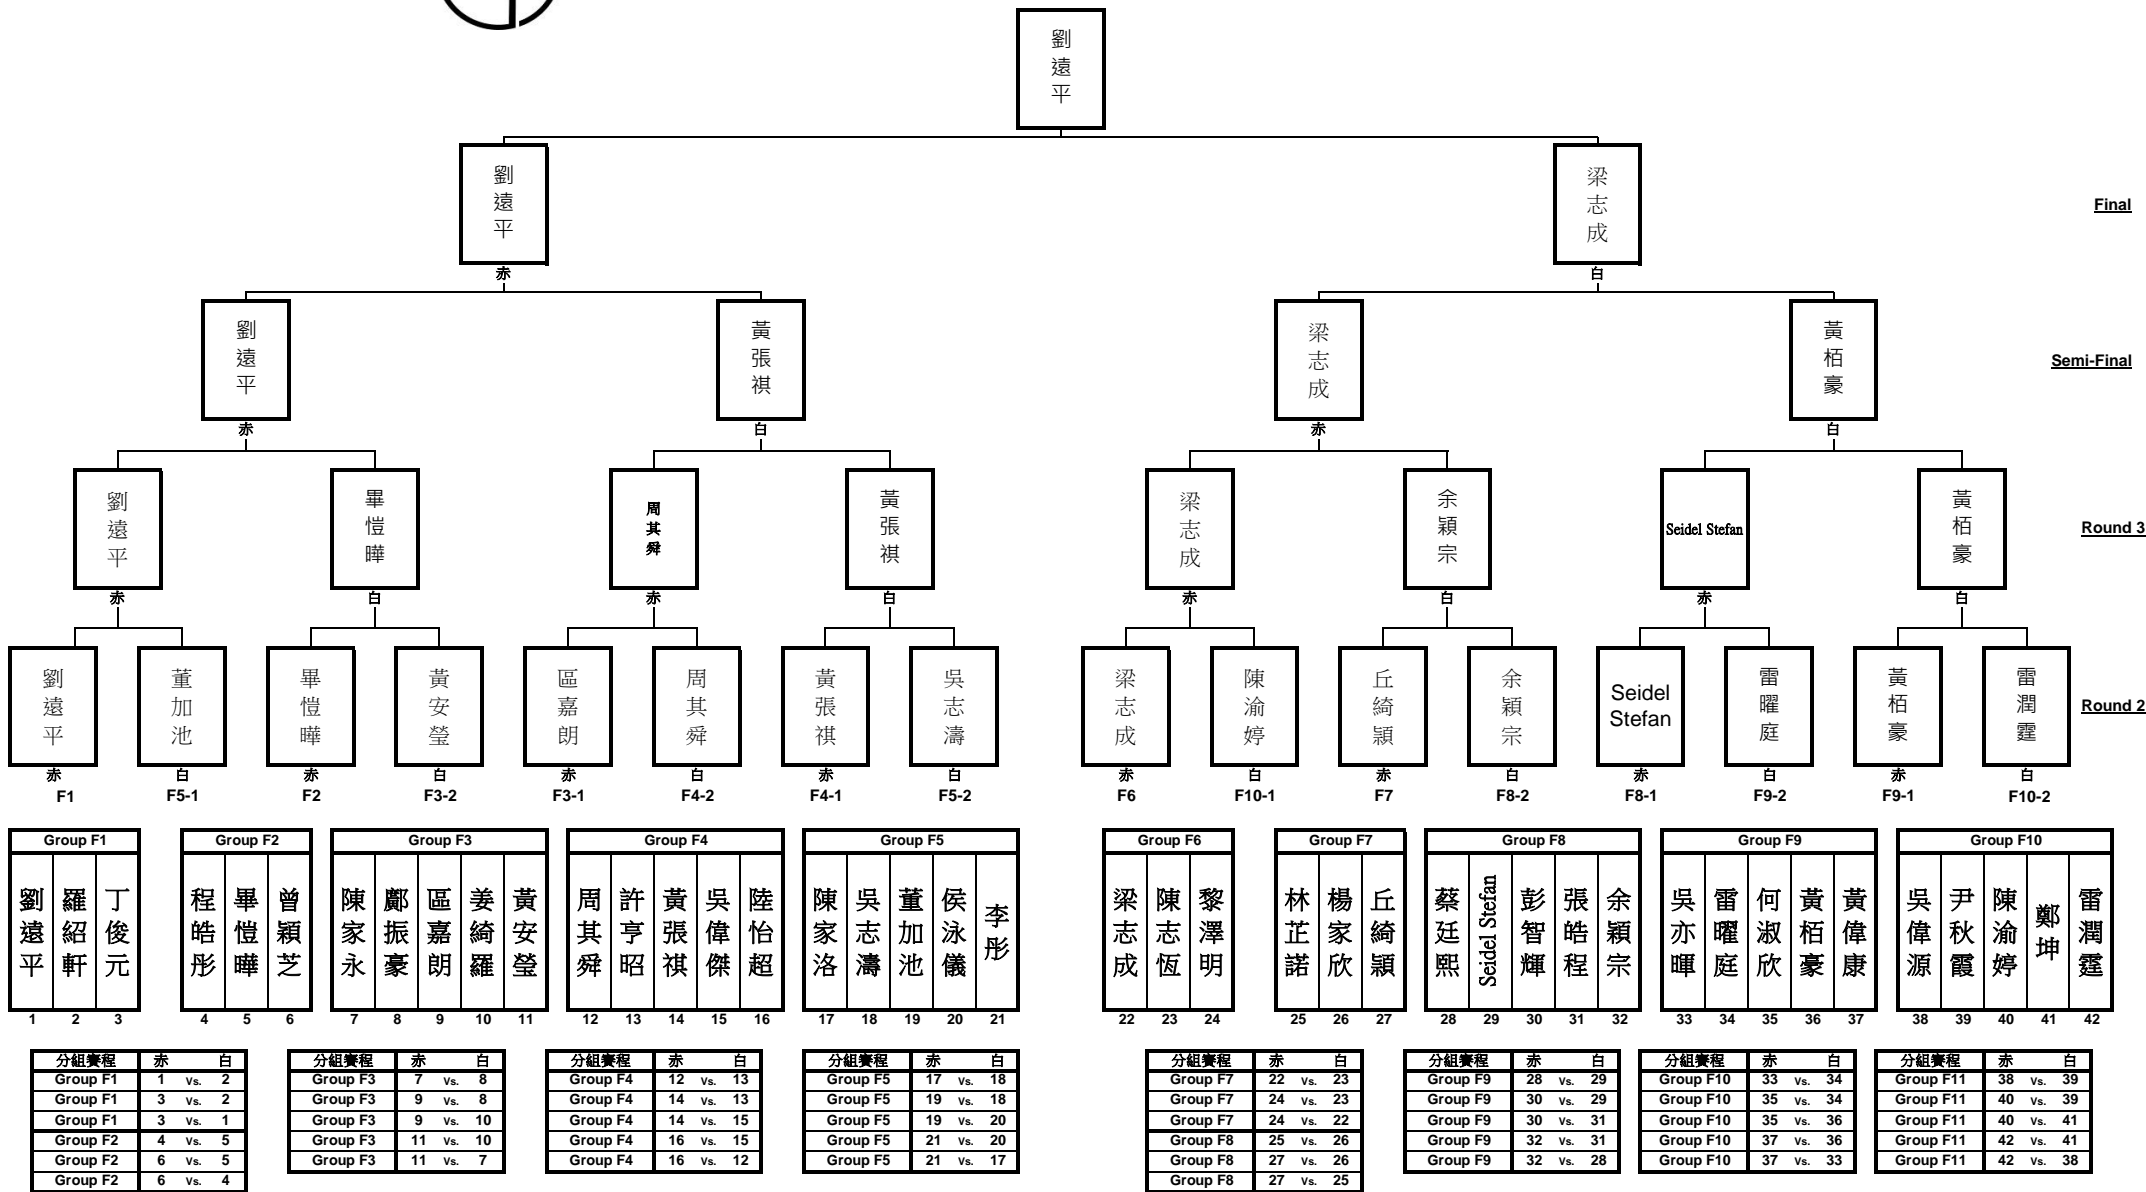 劉遠平
劉遠平 梁志成 Final
赤 白
劉遠平 黃張祺 梁志成 黃栢豪 Semi-Final
赤 白 赤 白
劉遠平 畢愷曄 周其舜 黃張祺 梁志成 余穎宗 Seidel Stefan 黃栢豪 Round 3
赤 白 赤 白 赤 白 赤 白
劉遠平 董加池 畢愷曄 黃安瑩 區嘉朗 周其舜 黃張祺 吳志濤 梁志成 陳渝婷 丘綺穎 余穎宗 Seidel Stefan 雷曜庭 黃栢豪 雷潤霆 Round 2
赤 白 赤 白 赤 白 赤 白 赤 白 赤 白 赤 白 赤 白
F1 F5-1 F2 F3-2 F3-1 F4-2 F4-1 F5-2 F6 F10-1 F7 F8-2 F8-1 F9-2 F9-1 F10-2
Group F1 Group F2 Group F3 Group F4 Group F5 Group F6 Group F7 Group F8 Group F9 Group F10
劉遠平 羅紹軒 丁俊元 程皓彤 畢愷曄 曾穎芝 陳家永 鄺振豪 區嘉朗 姜綺羅 黃安瑩 周其舜 許亨昭 黃張祺 吳偉傑 陸怡超 陳家洛 吳志濤 董加池 侯泳儀 李彤 梁志成 陳志恆 黎澤明 林芷諾 楊家欣 丘綺穎 蔡廷熙 Seidel Stefan 彭智輝 張皓程 余穎宗 吳亦暉 雷曜庭 何淑欣 黃栢豪 黃偉康 吳偉源 尹秋霞 陳渝婷 鄭坤 雷潤霆
1 2 3 4 5 6 7 8 9 10 11 12 13 14 15 16 17 18 19 20 21 22 23 24 25 26 27 28 29 30 31 32 33 34 35 36 37 38 39 40 41 42
分組賽程 赤 白 分組賽程 赤 白 分組賽程 赤 白 分組賽程 赤 白 分組賽程 赤 白 分組賽程 赤 白 分組賽程 赤 白 分組賽程 赤 白
Group F1 1 Vs. 2 Group F3 7 Vs. 8 Group F4 12 Vs. 13 Group F5 17 Vs. 18 Group F7 22 Vs. 23 Group F9 28 Vs. 29 Group F10 33 Vs. 34 Group F11 38 Vs. 39
Group F1 3 Vs. 2 Group F3 9 Vs. 8 Group F4 14 Vs. 13 Group F5 19 Vs. 18 Group F7 24 Vs. 23 Group F9 30 Vs. 29 Group F10 35 Vs. 34 Group F11 40 Vs. 39
Group F1 3 Vs. 1 Group F3 9 Vs. 10 Group F4 14 Vs. 15 Group F5 19 Vs. 20 Group F7 24 Vs. 22 Group F9 30 Vs. 31 Group F10 35 Vs. 36 Group F11 40 Vs. 41
Group F2 4 Vs. 5 Group F3 11 Vs. 10 Group F4 16 Vs. 15 Group F5 21 Vs. 20 Group F8 25 Vs. 26 Group F9 32 Vs. 31 Group F10 37 Vs. 36 Group F11 42 Vs. 41
Group F2 6 Vs. 5 Group F3 11 Vs. 7 Group F4 16 Vs. 12 Group F5 21 Vs. 17 Group F8 27 Vs. 26 Group F9 32 Vs. 28 Group F10 37 Vs. 33 Group F11 42 Vs. 38
Group F2 6 Vs. 4 Group F8 27 Vs. 25